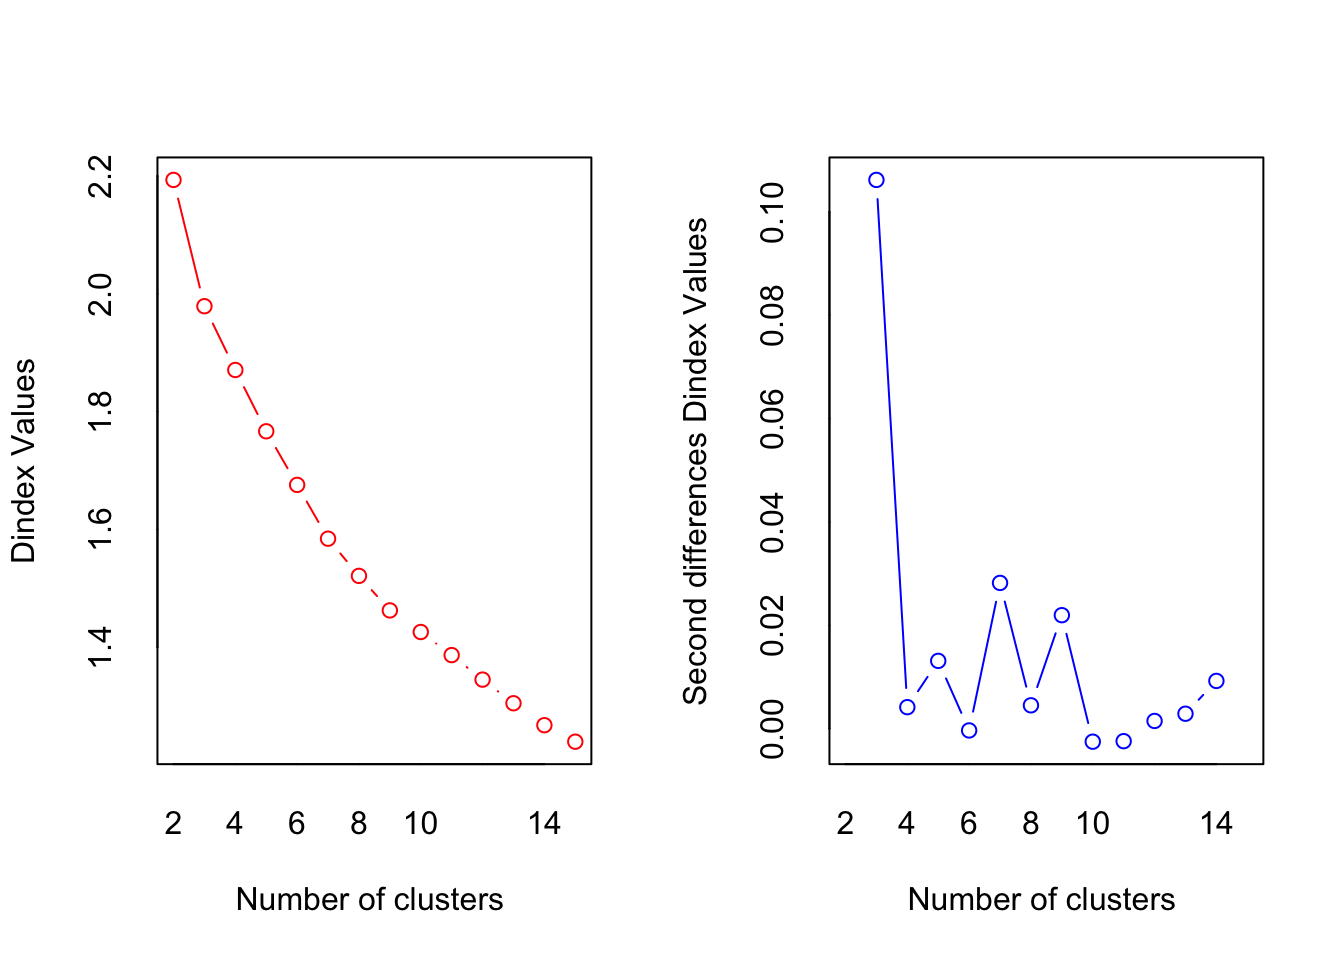 Dindex Values
2.2
2.0
1.8
1.6
1.4
2 4 6 8 10 14
Number of clusters
Second differences Dindex Values
0.10
0.08
0.06
0.04
0.02
0.00
2 4 6 8 10 14
Number of clusters